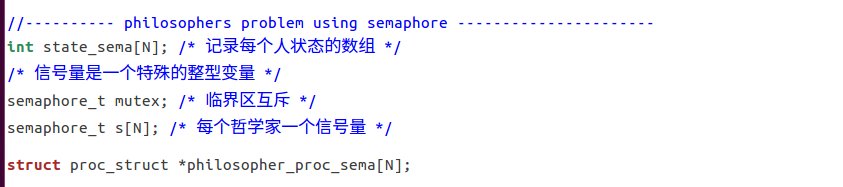 //---------- philosophers problem using semaphore ----------------------
int state_sema[N]; /* 记录每个人状态的数组 */
/* 信号量是一个特殊的整型变量 */
semaphore_t mutex; /* 临界区互斥 */
semaphore_t s[N]; /* 每个哲学家一个信号量 */
struct proc_struct *philosopher_proc_sema[N];